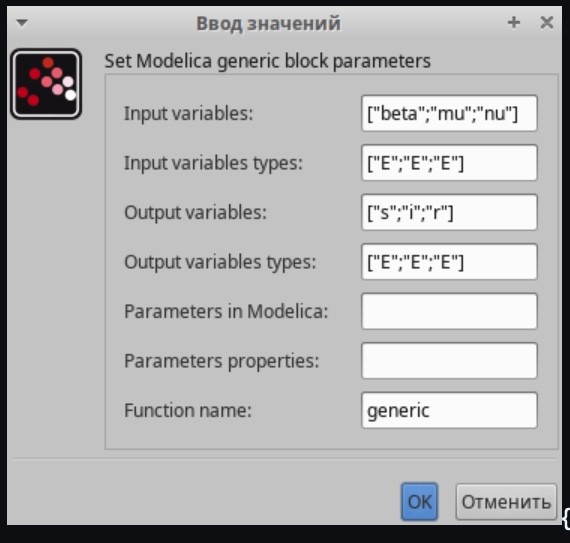 Ввод значений
Set Modelica generic block parameters
Input variables: ["beta";"mu";"nu"]
Input variables types: ["E";"E";"E"]
Output variables: ["s";"i";"r"]
Output variables types: ["E";"E";"E"]
Parameters in Modelica:
Parameters properties:
Function name: generic
OK Отменить
{